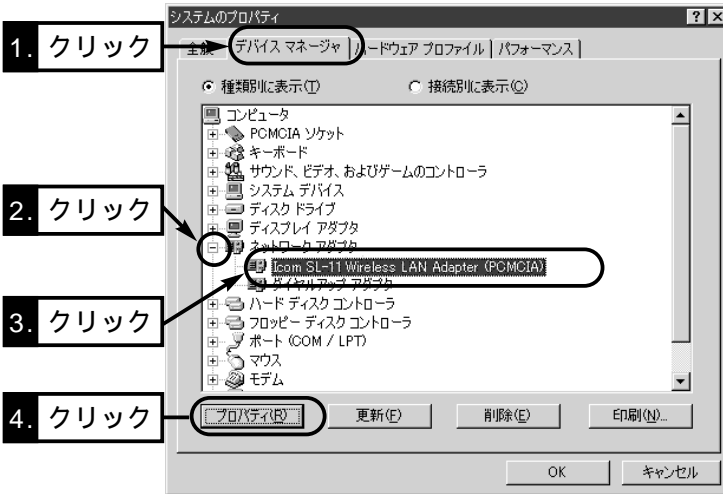 システムのプロパティ
? ×
1. クリック
全般 デバイス マネージャ ハードウェア プロファイル パフォーマンス
種類別に表示(T) 接続別に表示(C)
コンピュータ
PCMCIA ソケット
キーボード
サウンド、ビデオ、およびゲームのコントローラ
システム デバイス
ディスク ドライブ
2. クリック
ディスプレイ アダプタ
ネットワーク アダプタ
Icom SL-11 Wireless LAN Adapter (PCMCIA)
ダイヤルアップ アダプタ
ハード ディスク コントローラ
3. クリック
フロッピー ディスク コントローラ
ポート (COM / LPT)
マウス
モデム
4. クリック
プロパティ(R) 更新(F) 削除(E) 印刷(N)...
OK キャンセル